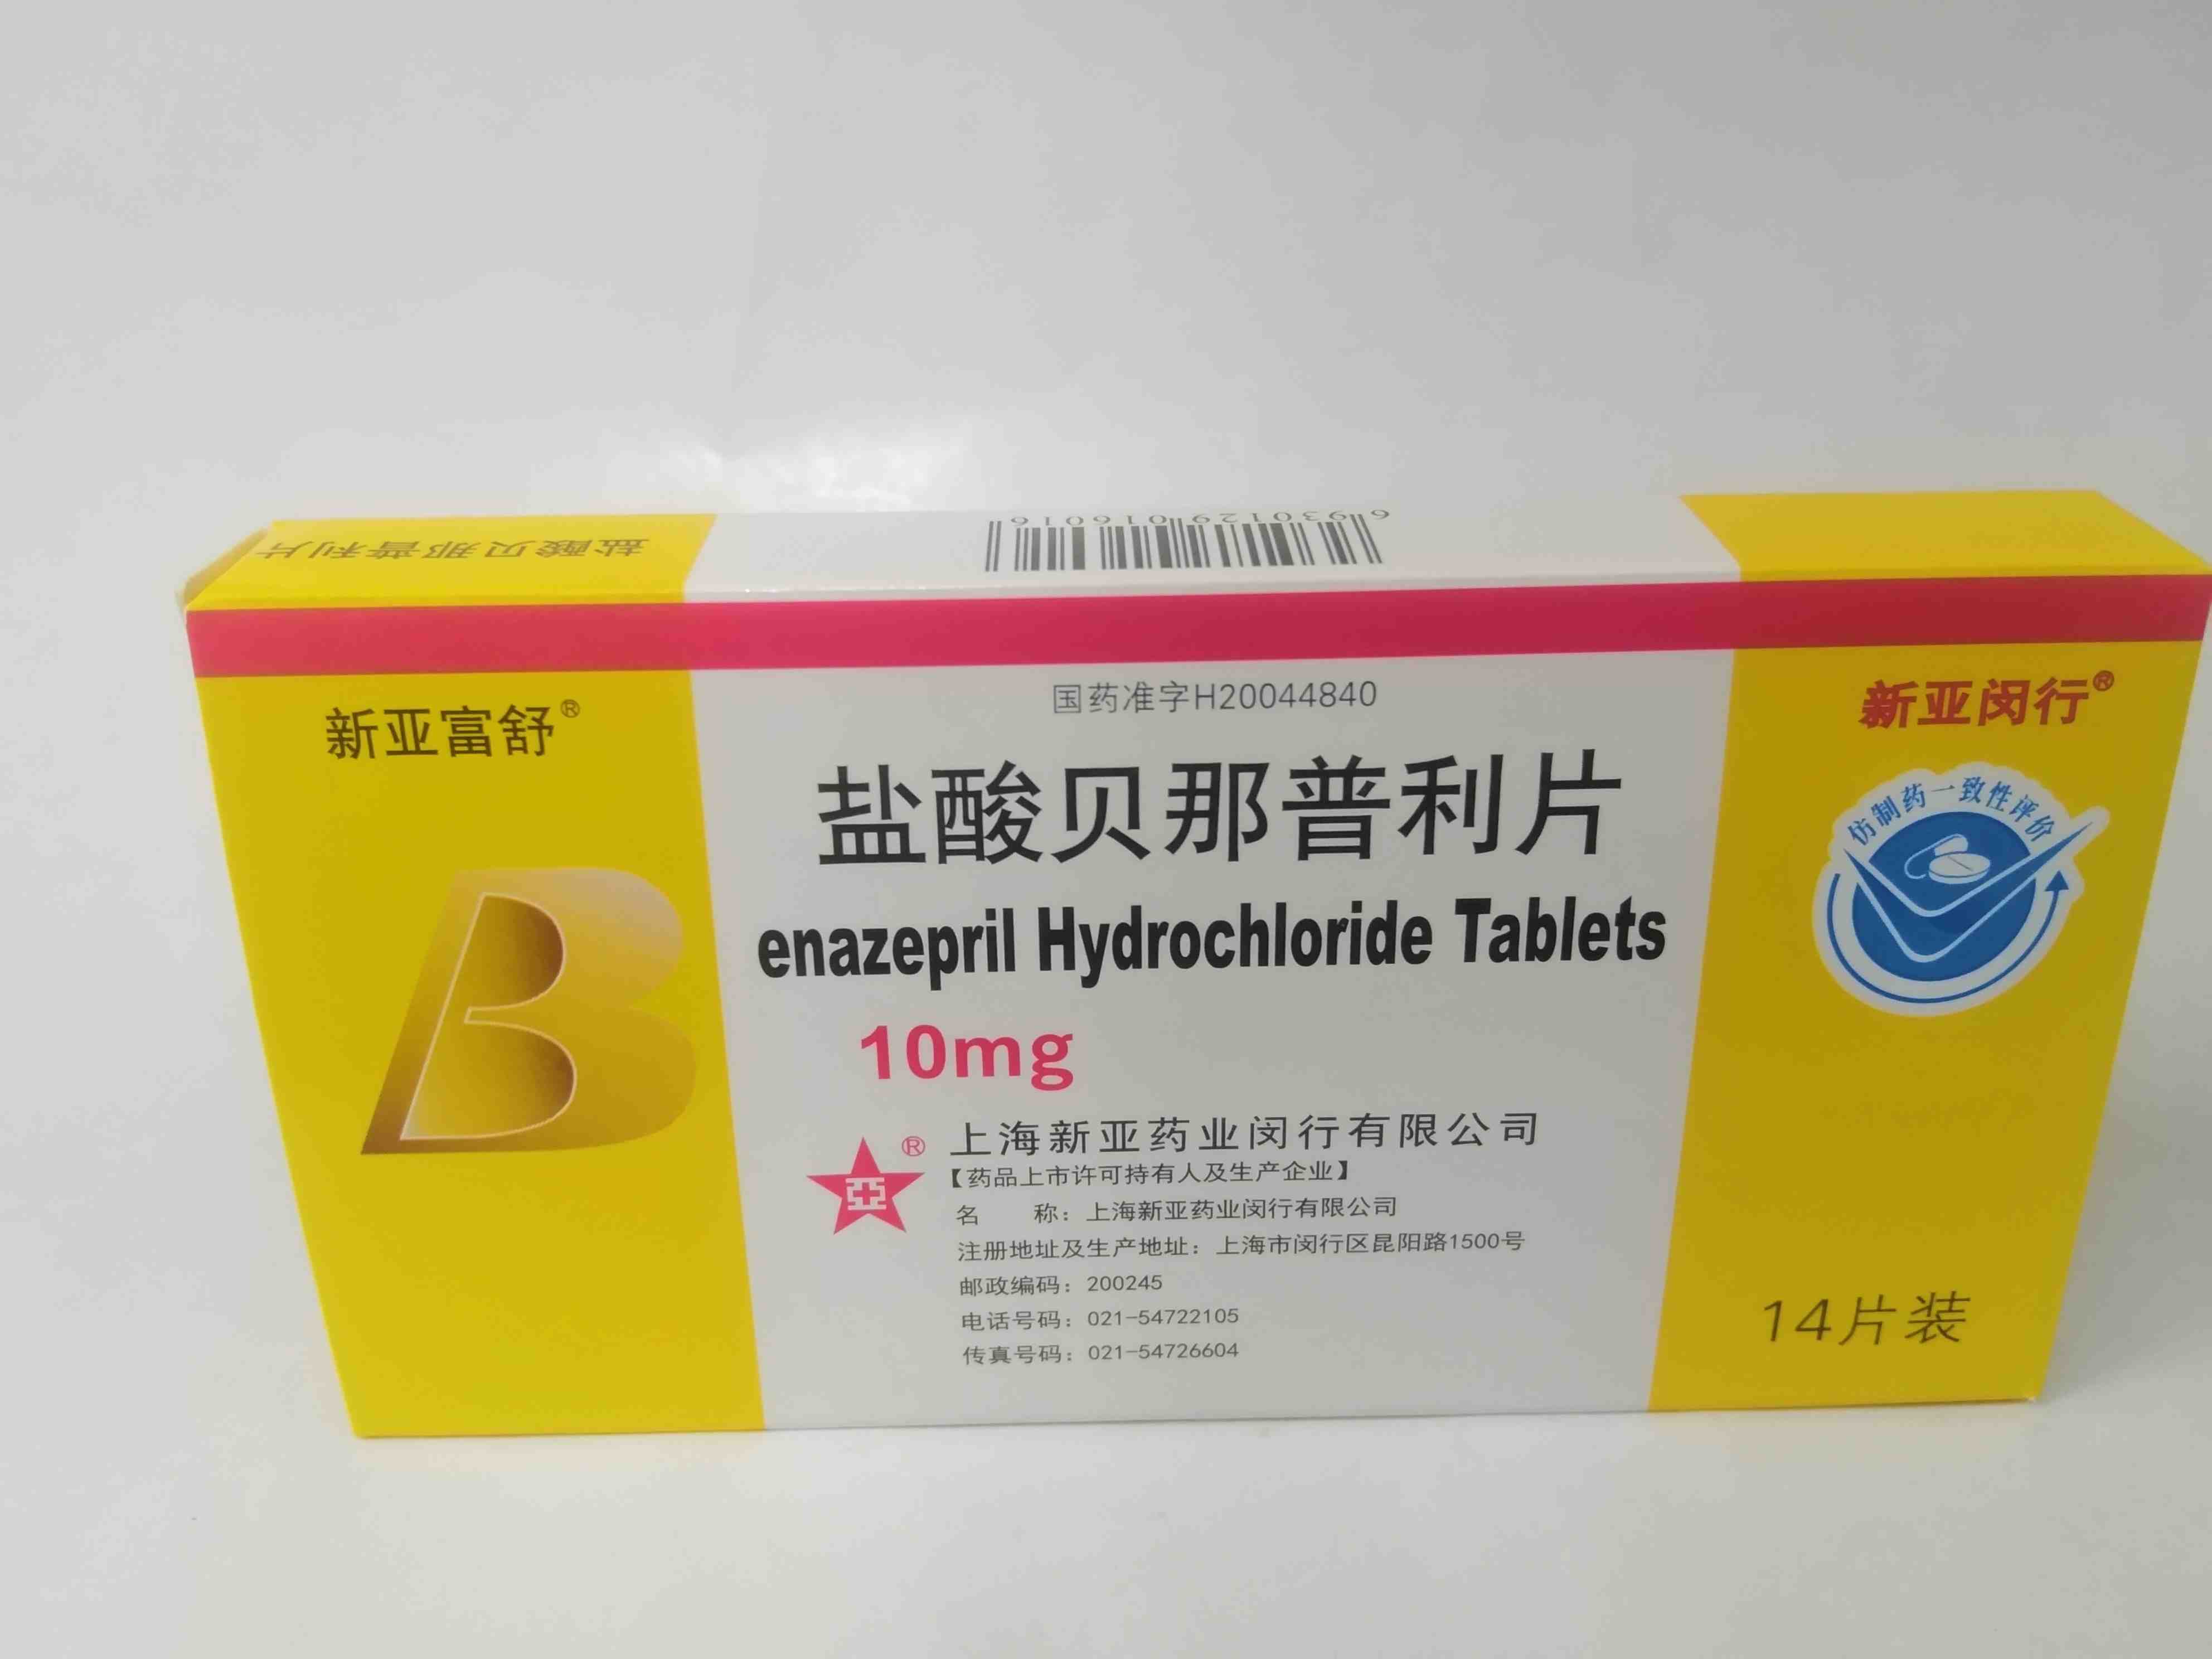 盐酸贝那普利片
6930129016016
新亚富舒®
国药准字H20044840
新亚闵行®
仿制药一致性评价
盐酸贝那普利片
B
enazepril Hydrochloride Tablets
10mg
亞®
上海新亚药业闵行有限公司
【药品上市许可持有人及生产企业】
名 称：上海新亚药业闵行有限公司
注册地址及生产地址：上海市闵行区昆阳路1500号
邮政编码：200245
电话号码：021-54722105
传真号码：021-54726604
14片装